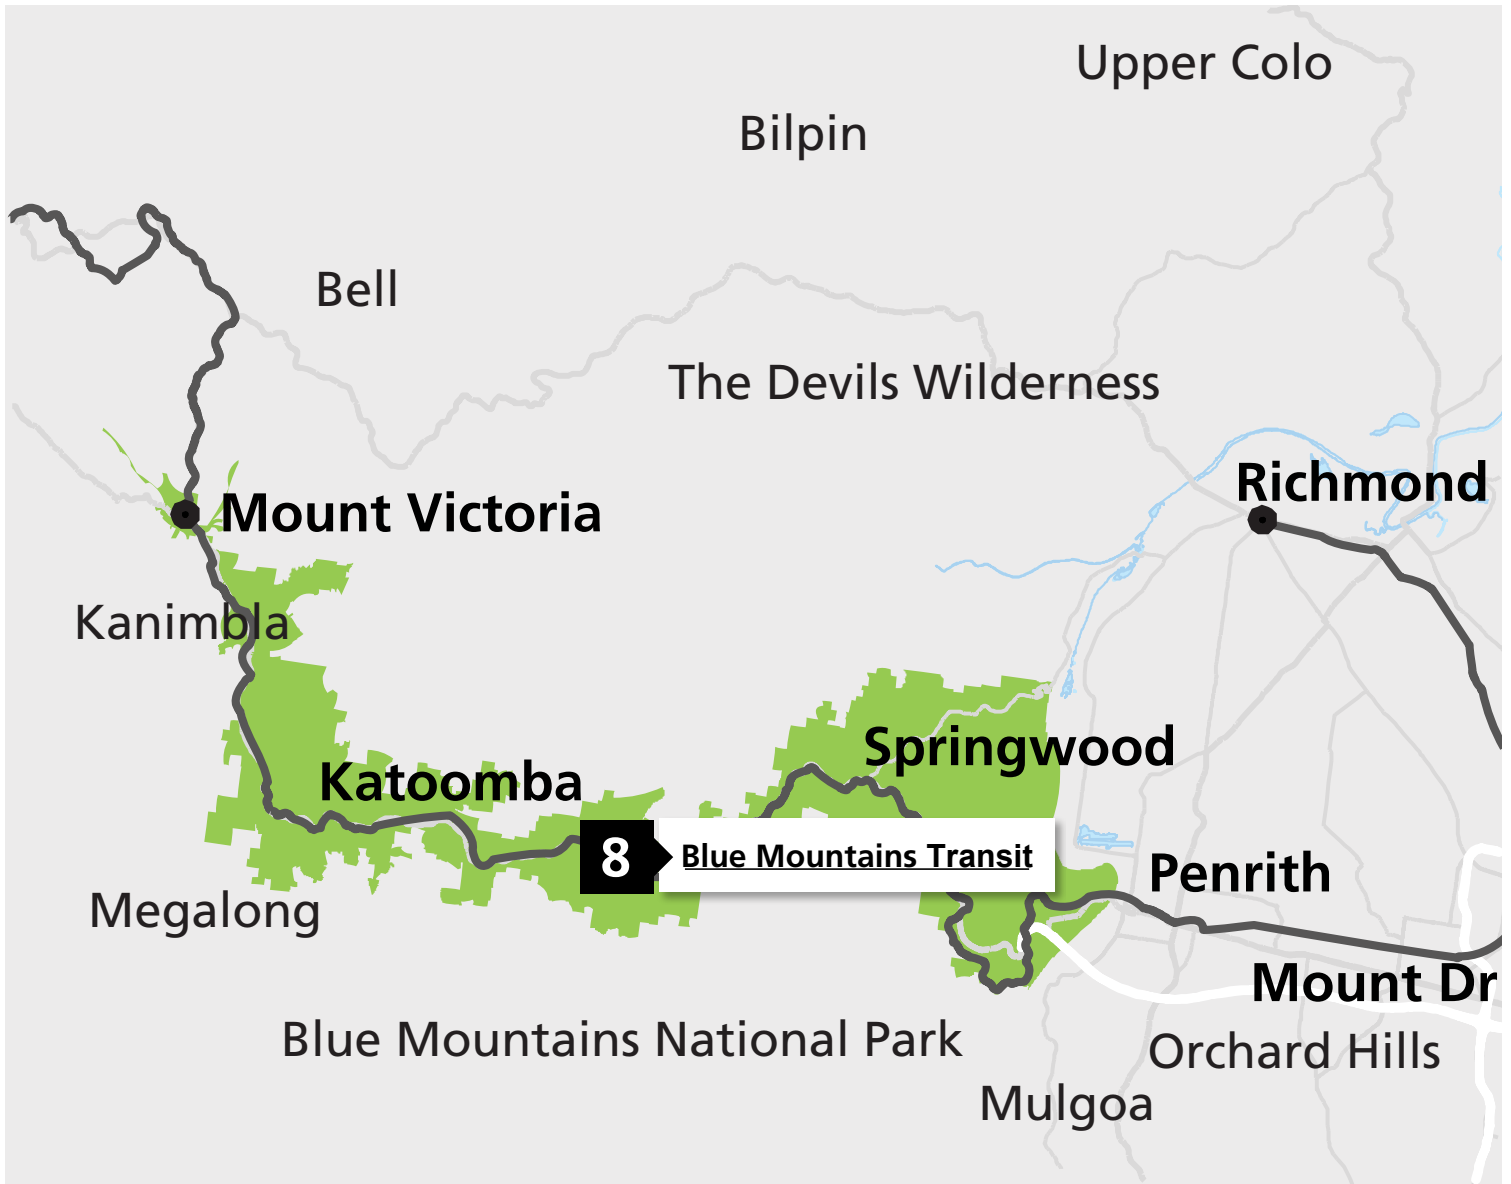 Upper Colo
Bilpin
Bell
The Devils Wilderness
Richmond
Mount Victoria
Kanimbla
Springwood
Katoomba
8
Blue Mountains Transit
Penrith
Megalong
Mount Dr
Blue Mountains National Park
Orchard Hills
Mulgoa